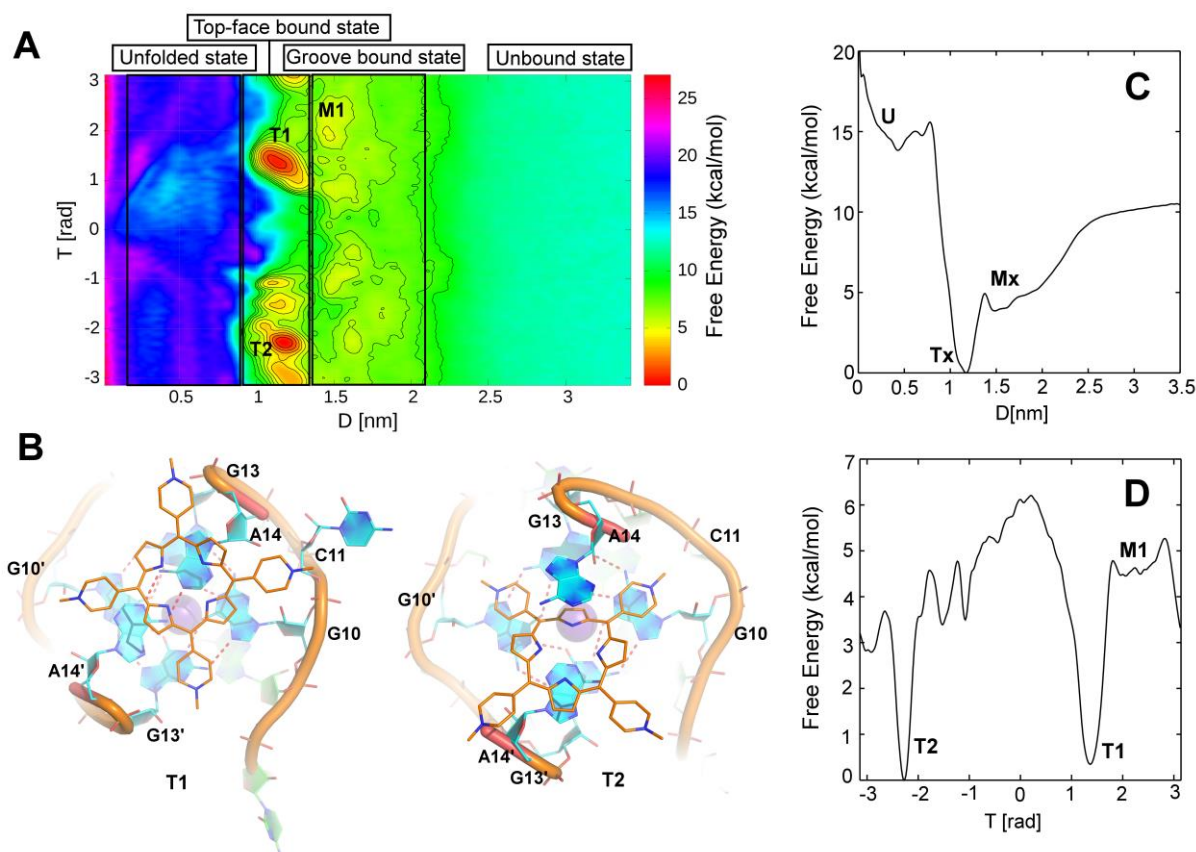 A
Top-face bound state
Unfolded state
Groove bound state
Unbound state
T [rad]
3
2
1
0
-1
-2
-3
T1
M1
T2
0.5
1
1.5
2
2.5
3
D [nm]
25
20
15
10
5
0
Free Energy (kcal/mol)
C
Free Energy (kcal/mol)
20
15
10
5
0
U
Tx
Mx
0 0.5 1 1.5 2 2.5 3 3.5
D[nm]
B
G13
A14
C11
G10'
G10
A14'
G13'
T1
G13
A14
C11
G10'
G10
A14'
G13'
T2
D
Free Energy (kcal/mol)
7
6
5
4
3
2
1
0
M1
T2
T1
-3 -2 -1 0 1 2 3
T [rad]